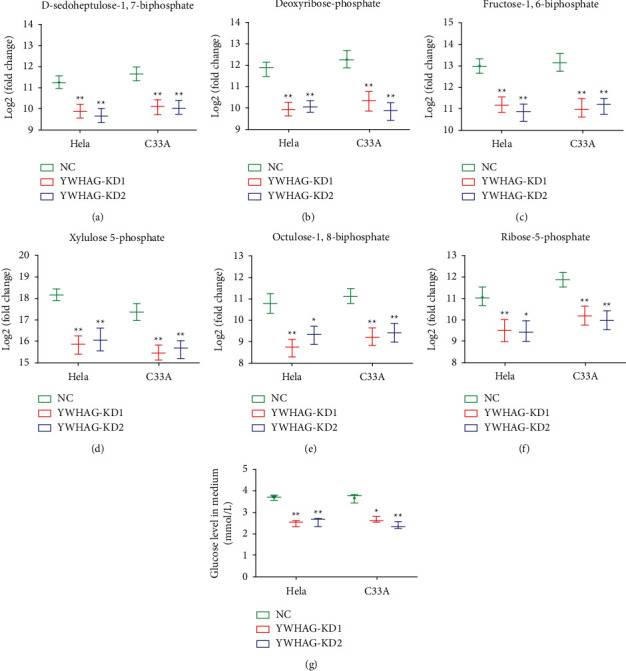 D-sedoheptulose-1, 7-biphosphate
Log2 (fold change)
14
13
12
11
10
9
** **
** **
Hela C33A
NC
YWHAG-KD1
YWHAG-KD2
(a)
Deoxyribose-phosphate
Log2 (fold change)
14
13
12
11
10
9
** **
** **
Hela C33A
NC
YWHAG-KD1
YWHAG-KD2
(b)
Fructose-1, 6-biphosphate
Log2 (fold change)
15
14
13
12
11
10
** **
** **
Hela C33A
NC
YWHAG-KD1
YWHAG-KD2
(c)
Xylulose 5-phosphate
Log2 (fold change)
20
19
18
17
16
15
** **
** **
Hela C33A
NC
YWHAG-KD1
YWHAG-KD2
(d)
Octulose-1, 8-biphosphate
Log2 (fold change)
13
12
11
10
9
8
** *
** **
Hela C33A
NC
YWHAG-KD1
YWHAG-KD2
(e)
Ribose-5-phosphate
Log2 (fold change)
13
12
11
10
9
8
** *
** **
Hela C33A
NC
YWHAG-KD1
YWHAG-KD2
(f)
Glucose level in medium
(mmol/L)
5
4
3
2
1
0
** **
* **
Hela C33A
NC
YWHAG-KD1
YWHAG-KD2
(g)